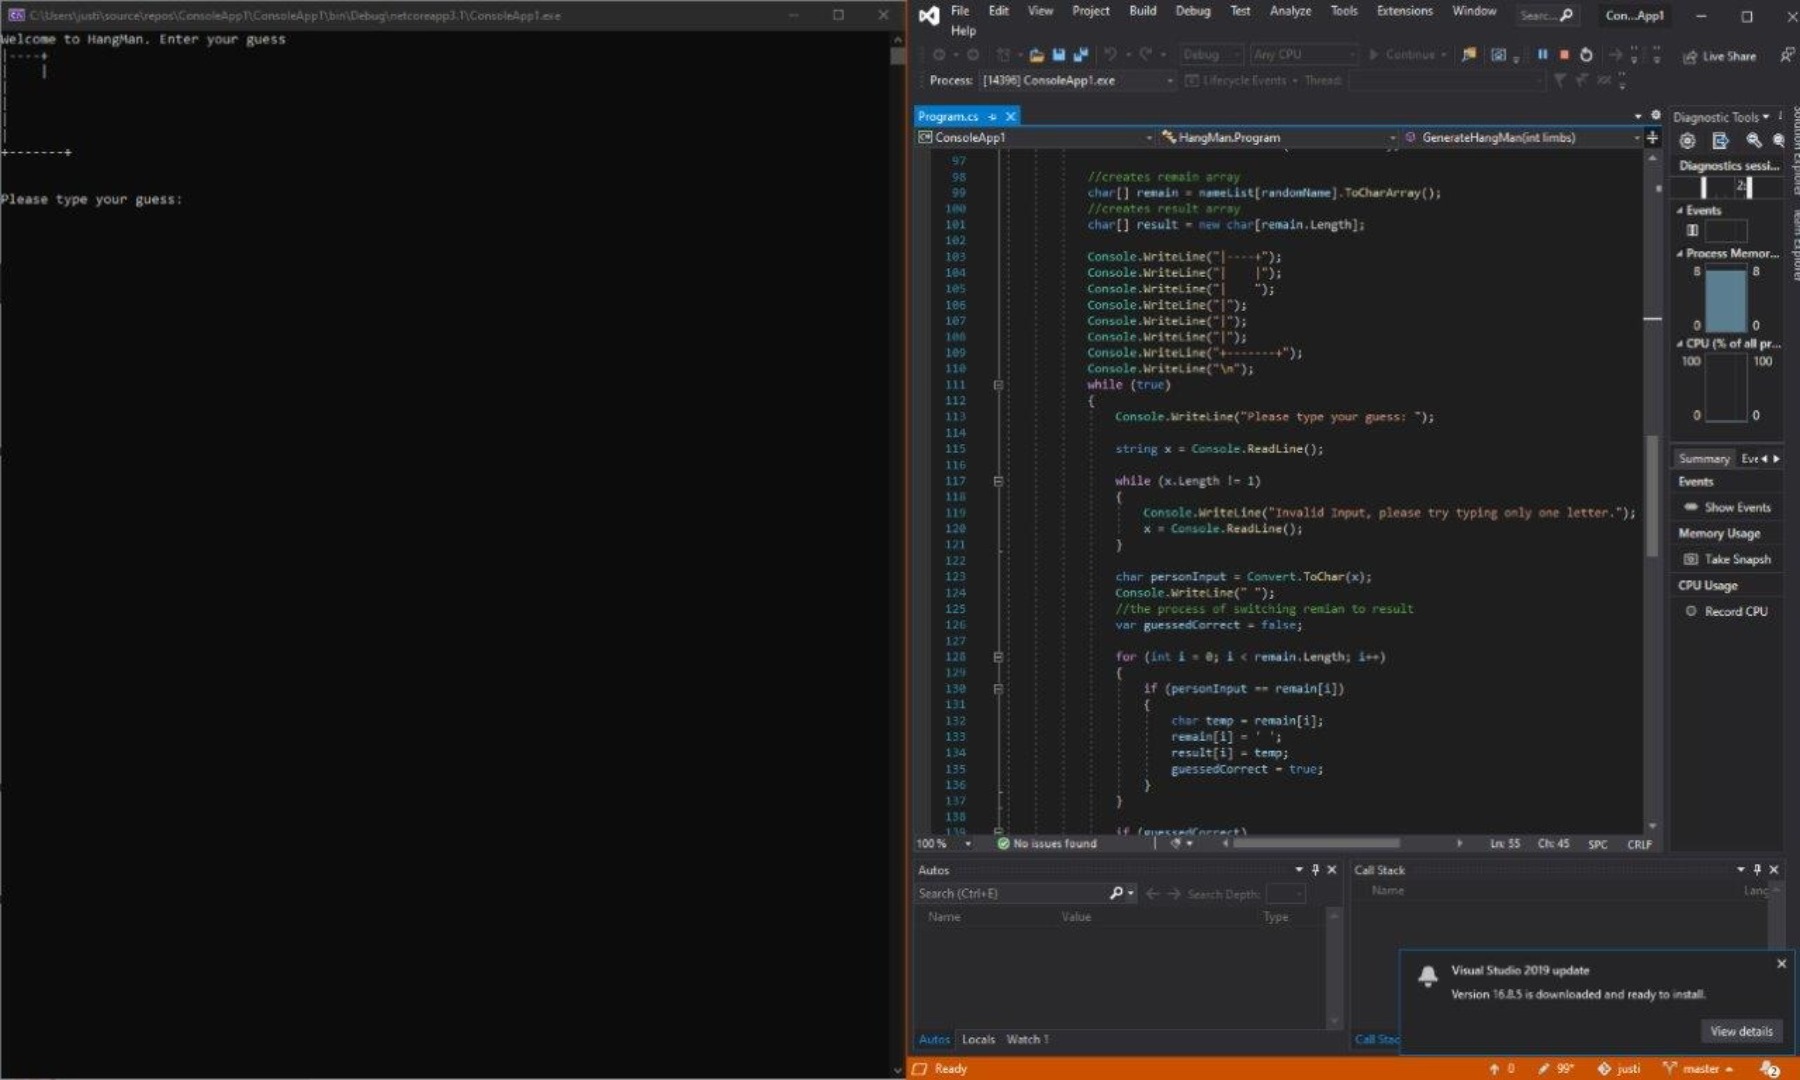 C:\Users\justi\source\repos\ConsoleApp1\ConsoleApp1\bin\Debug\netcoreapp3.1\ConsoleApp1.exe
Welcome to HangMan. Enter your guess
|----+
|    |
|
|
|
|
+-------+
Please type your guess:
File Edit View Project Build Debug Test Analyze Tools Extensions Window
Help
Searc...
Con...App1
Debug Any CPU Continue
Live Share
Process: [14396] ConsoleApp1.exe Lifecycle Events Thread:
Program.cs
ConsoleApp1 HangMan.Program GenerateHangMan(int limbs)
97
98 //creates remain array
99 char[] remain = nameList[randomName].ToCharArray();
100 //creates result array
101 char[] result = new char[remain.Length];
102
103 Console.WriteLine("|----+");
104 Console.WriteLine("|    |");
105 Console.WriteLine("|    ");
106 Console.WriteLine("|");
107 Console.WriteLine("|");
108 Console.WriteLine("|");
109 Console.WriteLine("+-------+");
110 Console.WriteLine("\n");
111 while (true)
112 {
113 Console.WriteLine("Please type your guess: ");
114
115 string x = Console.ReadLine();
116
117 while (x.Length != 1)
118 {
119 Console.WriteLine("Invalid Input, please try typing only one letter.");
120 x = Console.ReadLine();
121 }
122
123 char personInput = Convert.ToChar(x);
124 Console.WriteLine(" ");
125 //the process of switching remian to result
126 var guessedCorrect = false;
127
128 for (int i = 0; i < remain.Length; i++)
129 {
130 if (personInput == remain[i])
131 {
132 char temp = remain[i];
133 remain[i] = ' ';
134 result[i] = temp;
135 guessedCorrect = true;
136 }
137 }
138
139 if (guessedCorrect)
100 % No issues found Ln: 55 Ch: 45 SPC CRLF
Diagnostic Tools
Diagnostics sessi...
2:
Events
Process Memor...
8 8
0 0
CPU (% of all pr...
100 100
0 0
Summary Eve
Events
Show Events
Memory Usage
Take Snapsh
CPU Usage
Record CPU
Solution Explorer
Team Explorer
Autos
Search (Ctrl+E) Search Depth:
Name Value Type
Autos Locals Watch 1
Call Stack
Name Lang
Call Stac
Visual Studio 2019 update
Version 16.8.5 is downloaded and ready to install.
View details
Ready
0 99+ justi master 2